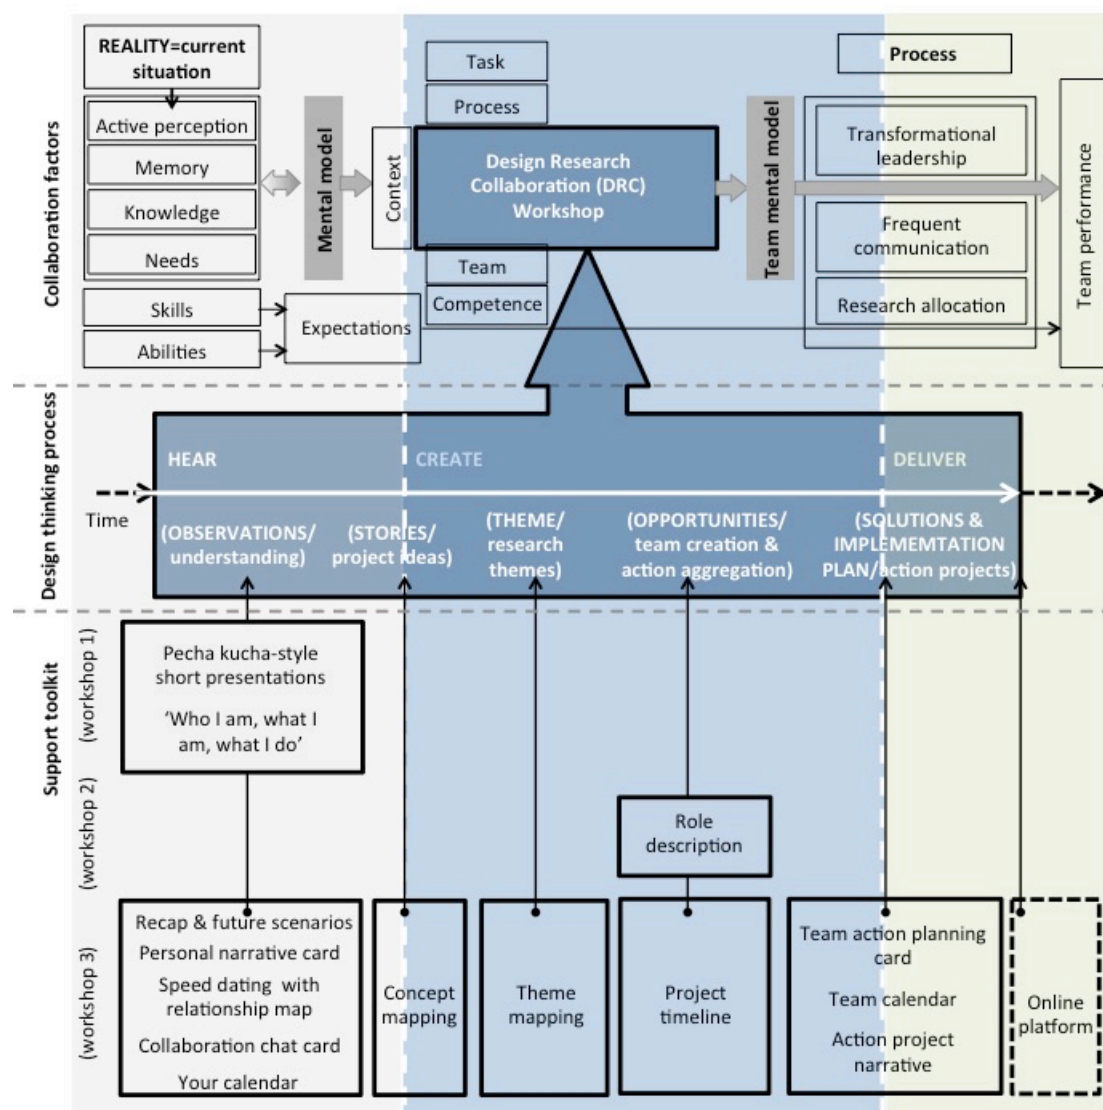 Collaboration factors
REALITY=current
situation
Active perception
Memory
Knowledge
Needs
Skills
Abilities
Expectations
Mental model
Context
Task
Process
Design Research
Collaboration (DRC)
Workshop
Team
Competence
Team mental model
Process
Transformational
leadership
Frequent
communication
Research allocation
Team performance
Design thinking process
HEAR
CREATE
DELIVER
Time
(OBSERVATIONS/
understanding)
(STORIES/
project ideas)
(THEME/
research
themes)
(OPPORTUNITIES/
team creation &
action aggregation)
(SOLUTIONS &
IMPLEMEMTATION
PLAN/action projects)
Support toolkit
(workshop 1)
Pecha kucha-style
short presentations
‘Who I am, what I
am, what I do’
(workshop 2)
Role
description
(workshop 3)
Recap & future scenarios
Personal narrative card
Speed dating with
relationship map
Collaboration chat card
Your calendar
Concept
mapping
Theme
mapping
Project
timeline
Team action planning
card
Team calendar
Action project
narrative
Online
platform